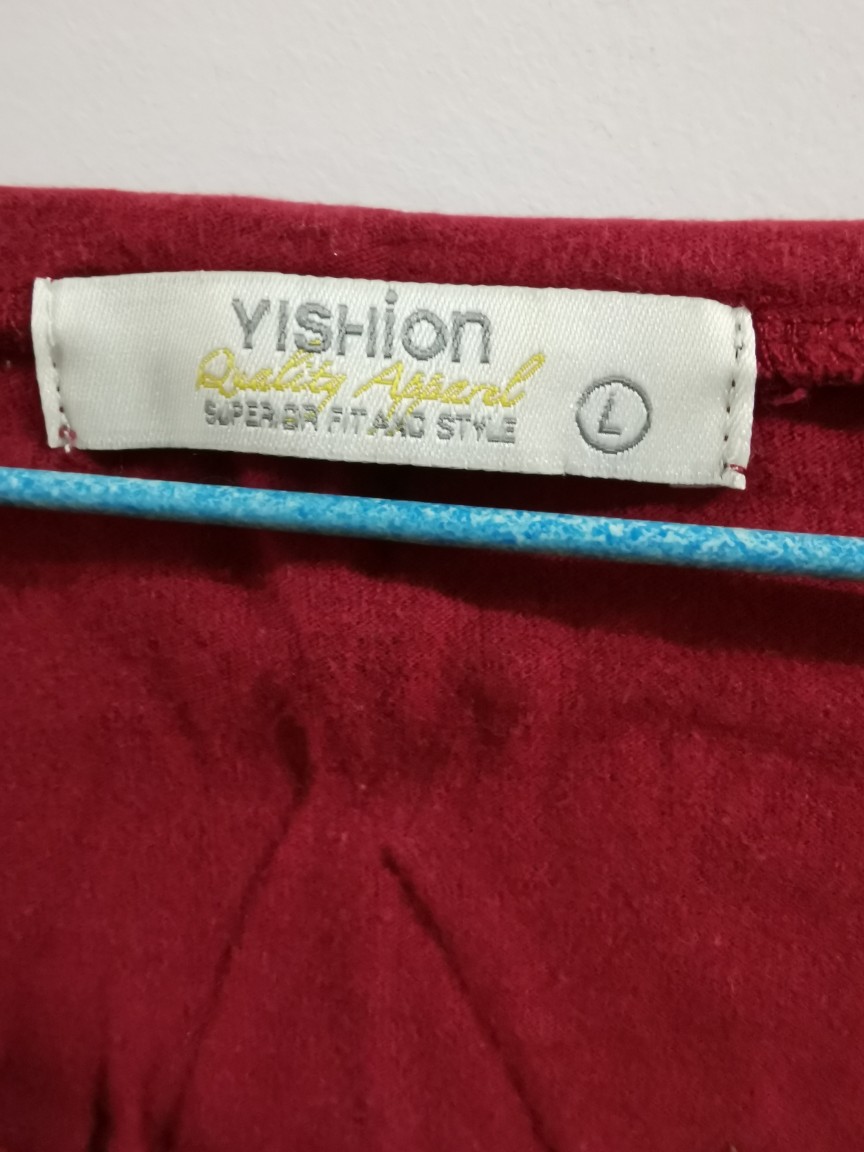 YISHiON
Quality Apparel
SUPERIOR FIT AND STYLE
L